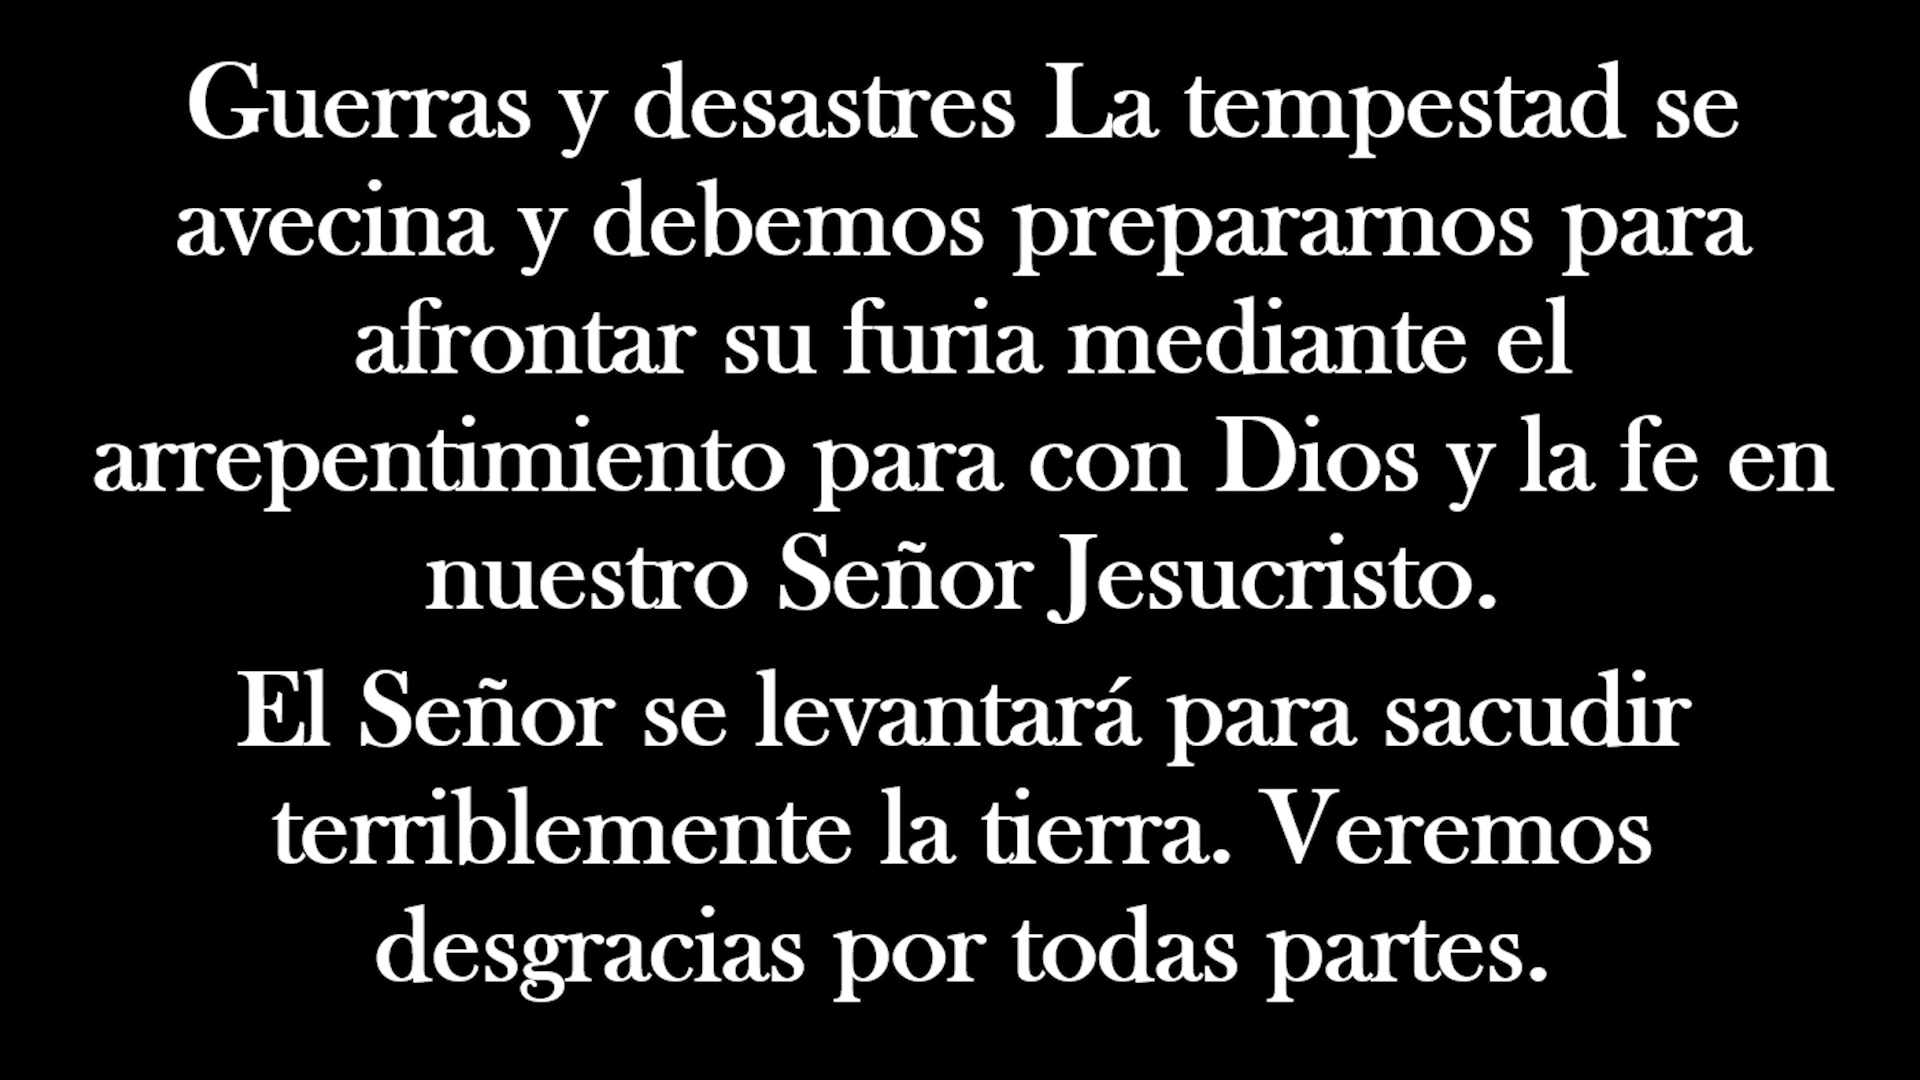 Guerras y desastres La tempestad se
avecina y debemos prepararnos para
afrontar su furia mediante el
arrepentimiento para con Dios y la fe en
nuestro Señor Jesucristo.
El Señor se levantará para sacudir
terriblemente la tierra. Veremos
desgracias por todas partes.